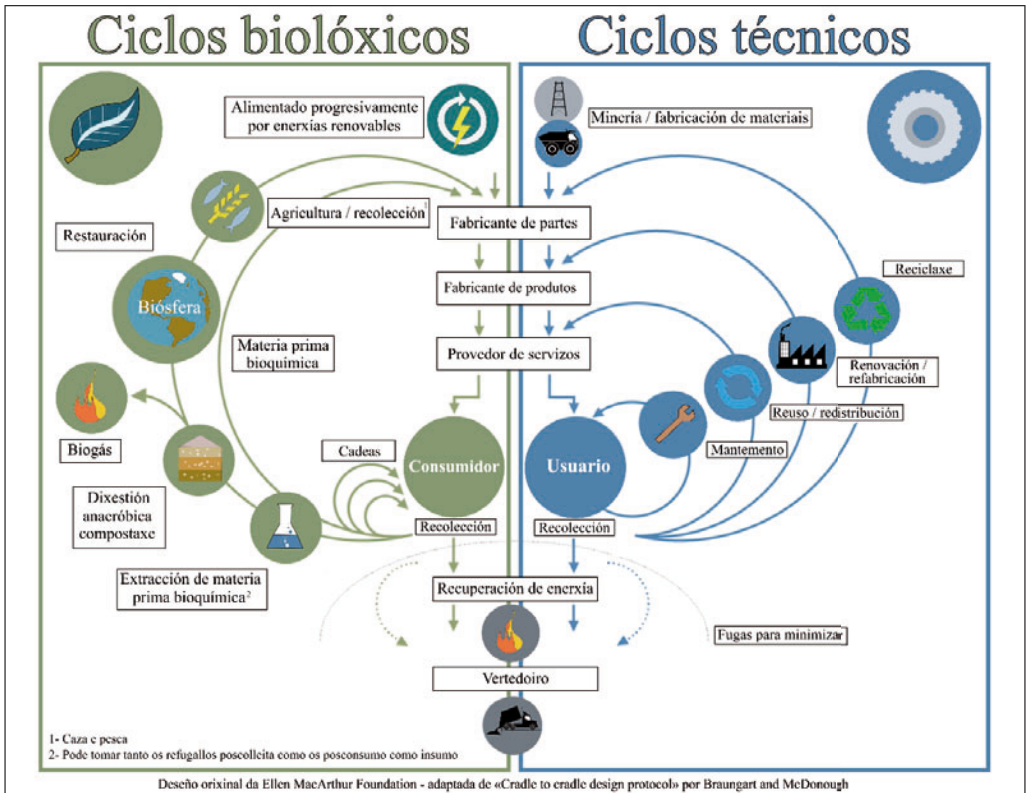 Ciclos biolóxicos
Ciclos técnicos
Alimentado progresivamente
por enerxías renovables
Minería / fabricación de materiais
Agricultura / recolección¹
Restauración
Biósfera
Fabricante de partes
Fabricante de produtos
Provedor de servizos
Reciclaxe
Renovación /
refabricación
Reuso / redistribución
Mantemento
Materia prima
bioquímica
Biogás
Cadeas
Consumidor
Usuario
Dixestión
anacróbica
compostaxe
Recolección
Recolección
Extracción de materia
prima bioquímica²
Recuperación de enerxía
Fugas para minimizar
Vertedoiro
1- Caza e pesca
2- Pode tomar tanto os refugallos poscolleita como os posconsumo como insumo
Deseño orixinal da Ellen MacArthur Foundation - adaptada de «Cradle to cradle design protocol» por Braungart and McDonough